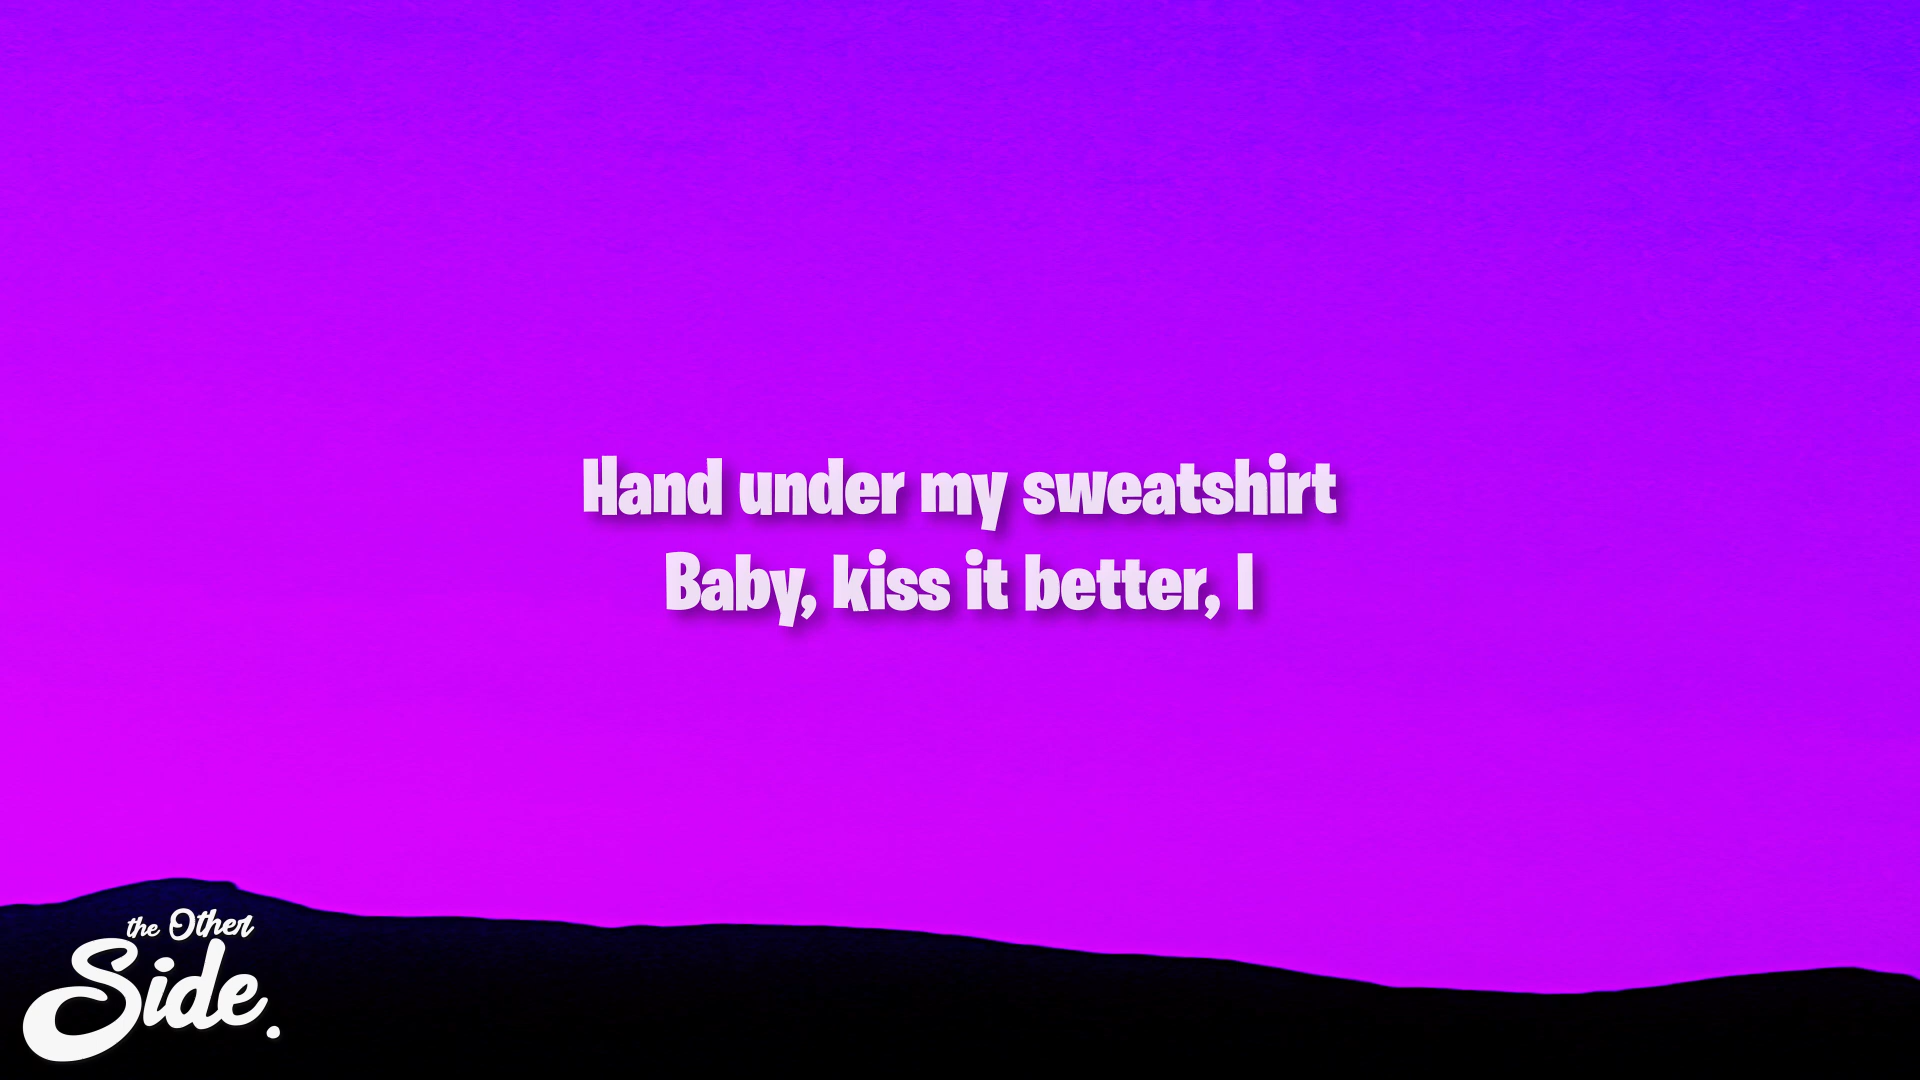 Hand under my sweatshirt
Baby, kiss it better, I
the Other
Side.